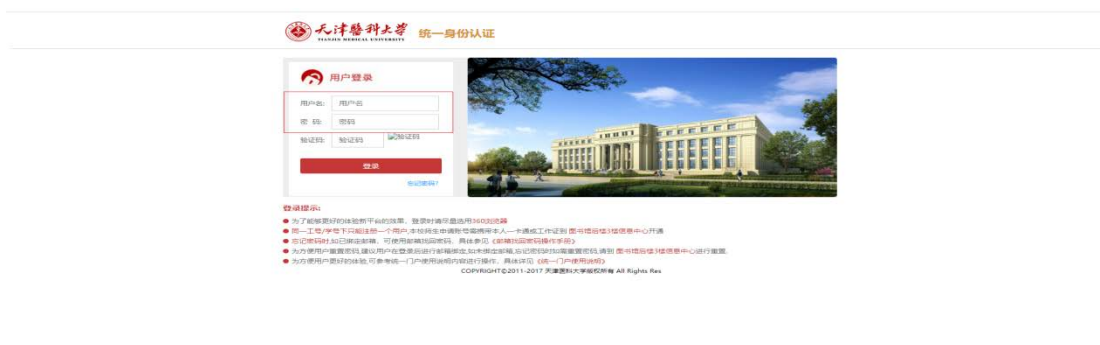 天津醫科大学 统一身份认证
TIANJIN MEDICAL UNIVERSITY
用户登录
用户名: 用户名
密 码: 密码
验证码: 验证码 验证码
登录
忘记密码?
登录提示:
为了能够更好的体验新平台的效果，登录时请尽量选用360浏览器
同一工号/学号下只能注册一个用户,本校师生申请账号需携带本人一卡通或工作证到 图书馆后楼3楼信息中心开通
忘记密码时,如已绑定邮箱，可使用邮箱找回密码，具体参见《邮箱找回密码操作手册》
为方便用户重置密码,建议用户在登录后进行邮箱绑定,如未绑定邮箱,忘记密码时如需重置密码,请到 图书馆后楼3楼信息中心进行重置.
为方便用户更好的体验,可参考统一门户使用说明内容进行操作，具体详见《统一门户使用说明》
COPYRIGHT©2011-2017 天津医科大学版权所有 All Rights Res